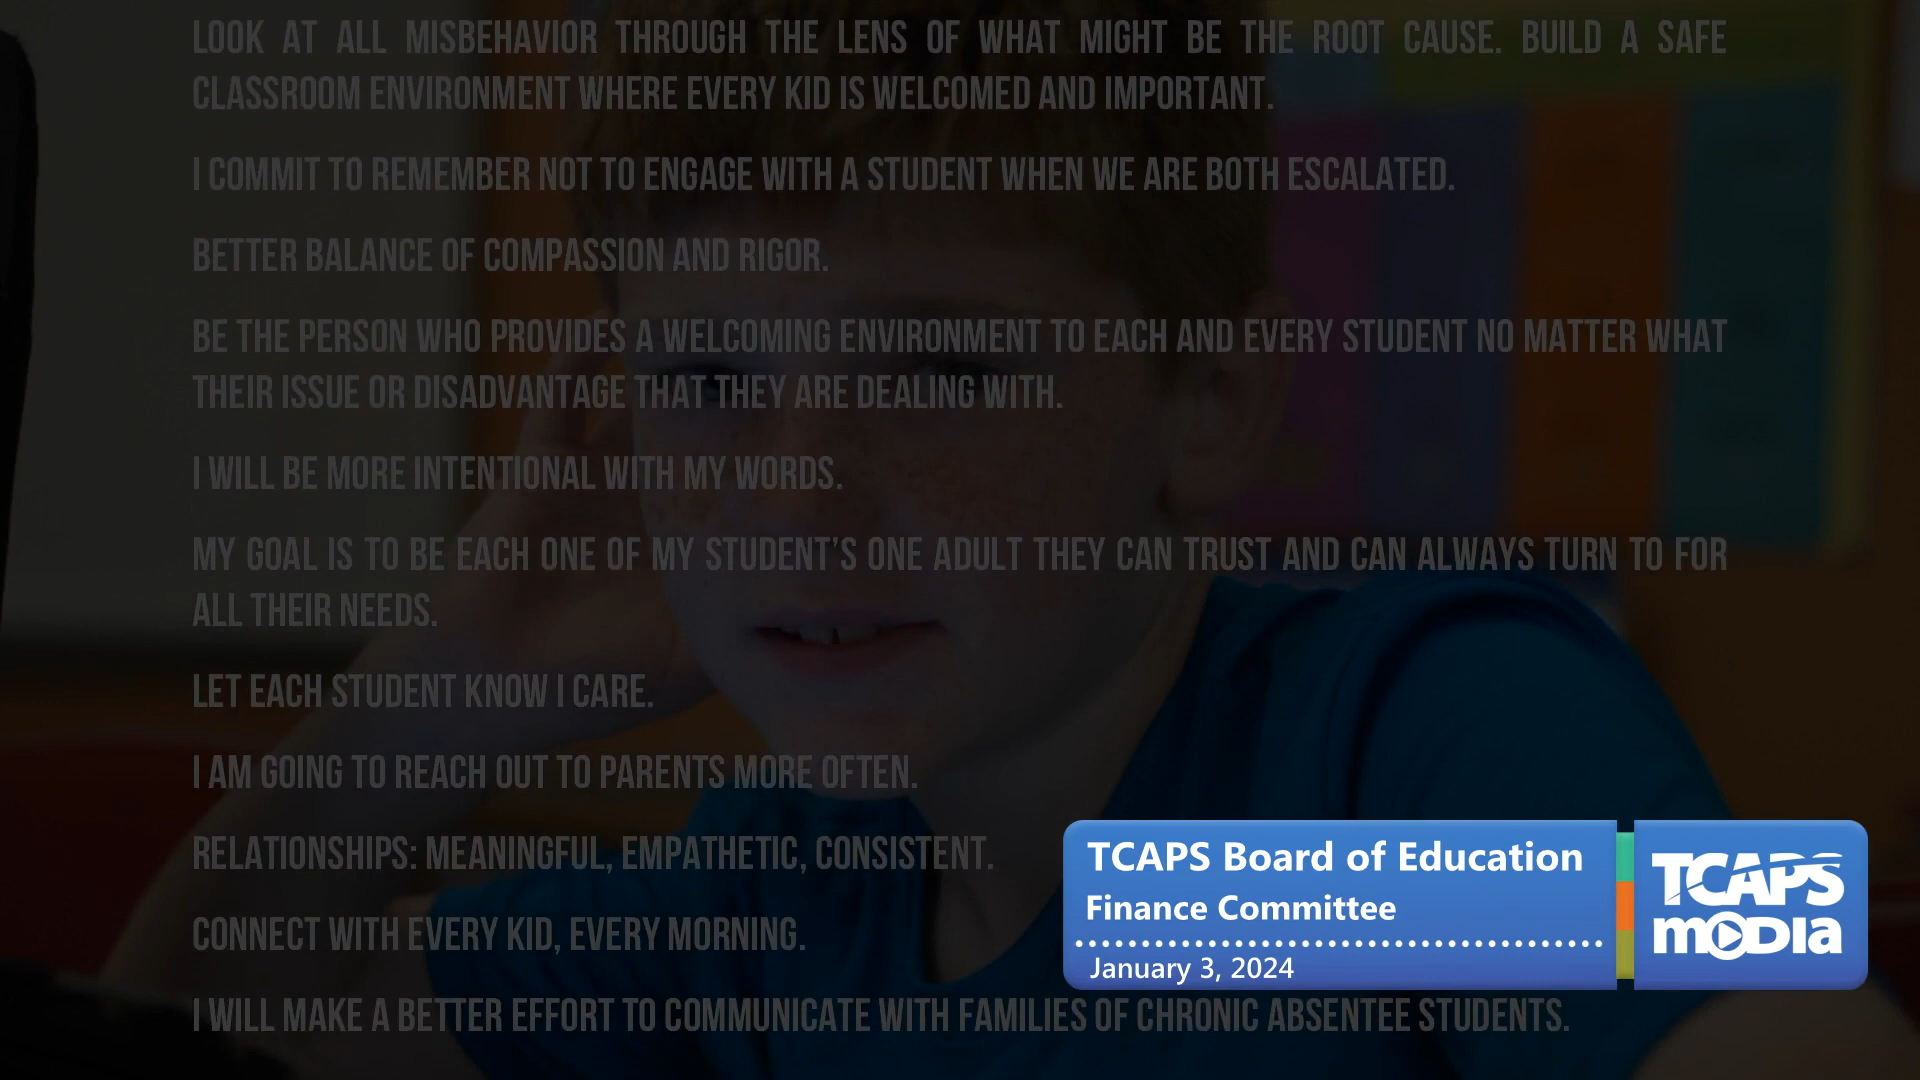 LOOK AT ALL MISBEHAVIOR THROUGH THE LENS OF WHAT MIGHT BE THE ROOT CAUSE. BUILD A SAFE
CLASSROOM ENVIRONMENT WHERE EVERY KID IS WELCOMED AND IMPORTANT.
I COMMIT TO REMEMBER NOT TO ENGAGE WITH A STUDENT WHEN WE ARE BOTH ESCALATED.
BETTER BALANCE OF COMPASSION AND RIGOR.
BE THE PERSON WHO PROVIDES A WELCOMING ENVIRONMENT TO EACH AND EVERY STUDENT NO MATTER WHAT
THEIR ISSUE OR DISADVANTAGE THAT THEY ARE DEALING WITH.
I WILL BE MORE INTENTIONAL WITH MY WORDS.
MY GOAL IS TO BE EACH ONE OF MY STUDENT'S ONE ADULT THEY CAN TRUST AND CAN ALWAYS TURN TO FOR
ALL THEIR NEEDS.
LET EACH STUDENT KNOW I CARE.
I AM GOING TO REACH OUT TO PARENTS MORE OFTEN.
RELATIONSHIPS: MEANINGFUL, EMPATHETIC, CONSISTENT.
CONNECT WITH EVERY KID, EVERY MORNING.
I WILL MAKE A BETTER EFFORT TO COMMUNICATE WITH FAMILIES OF CHRONIC ABSENTEE STUDENTS.
TCAPS Board of Education
Finance Committee
January 3, 2024
TCAPS
media